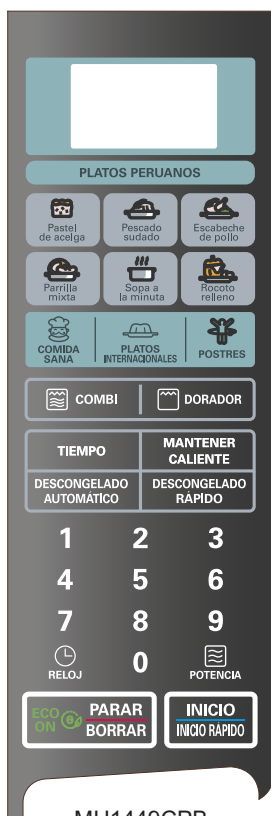 PLATOS PERUANOS
Pastel
de acelga
Pescado
sudado
Escabeche
de pollo
Parrilla
mixta
Sopa a
la minuta
Rocoto
relleno
COMIDA
SANA
PLATOS
INTERNACIONALES
POSTRES
COMBI
DORADOR
TIEMPO
MANTENER
CALIENTE
DESCONGELADO
AUTOMÁTICO
DESCONGELADO
RÁPIDO
1 2 3
4 5 6
7 8 9
RELOJ
0
POTENCIA
ECO
ON
e
PARAR
BORRAR
INICIO
INICIO RÁPIDO